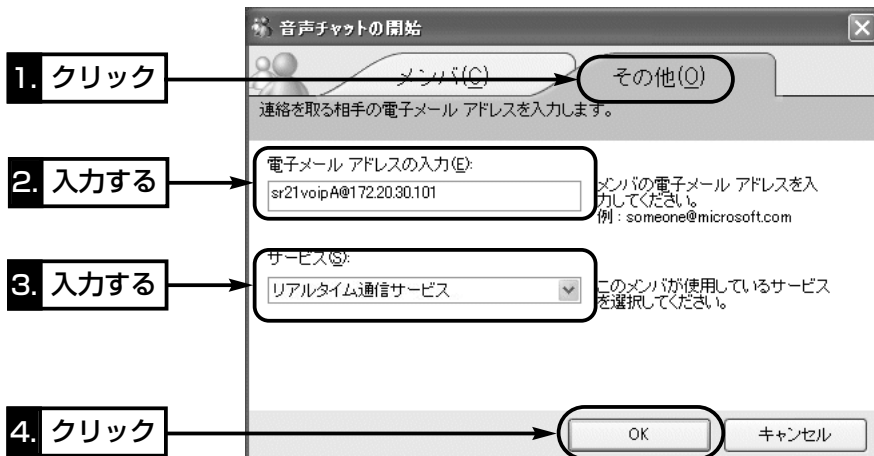 音声チャットの開始
1. クリック
メンバ(C)
その他(O)
連絡を取る相手の電子メール アドレスを入力します。
2. 入力する
電子メール アドレスの入力(E):
sr21voipA@172.20.30.101
メンバの電子メール アドレスを入
力してください。
例 : someone@microsoft.com
3. 入力する
サービス(S):
リアルタイム通信サービス
このメンバが使用しているサービス
を選択してください。
4. クリック
OK
キャンセル